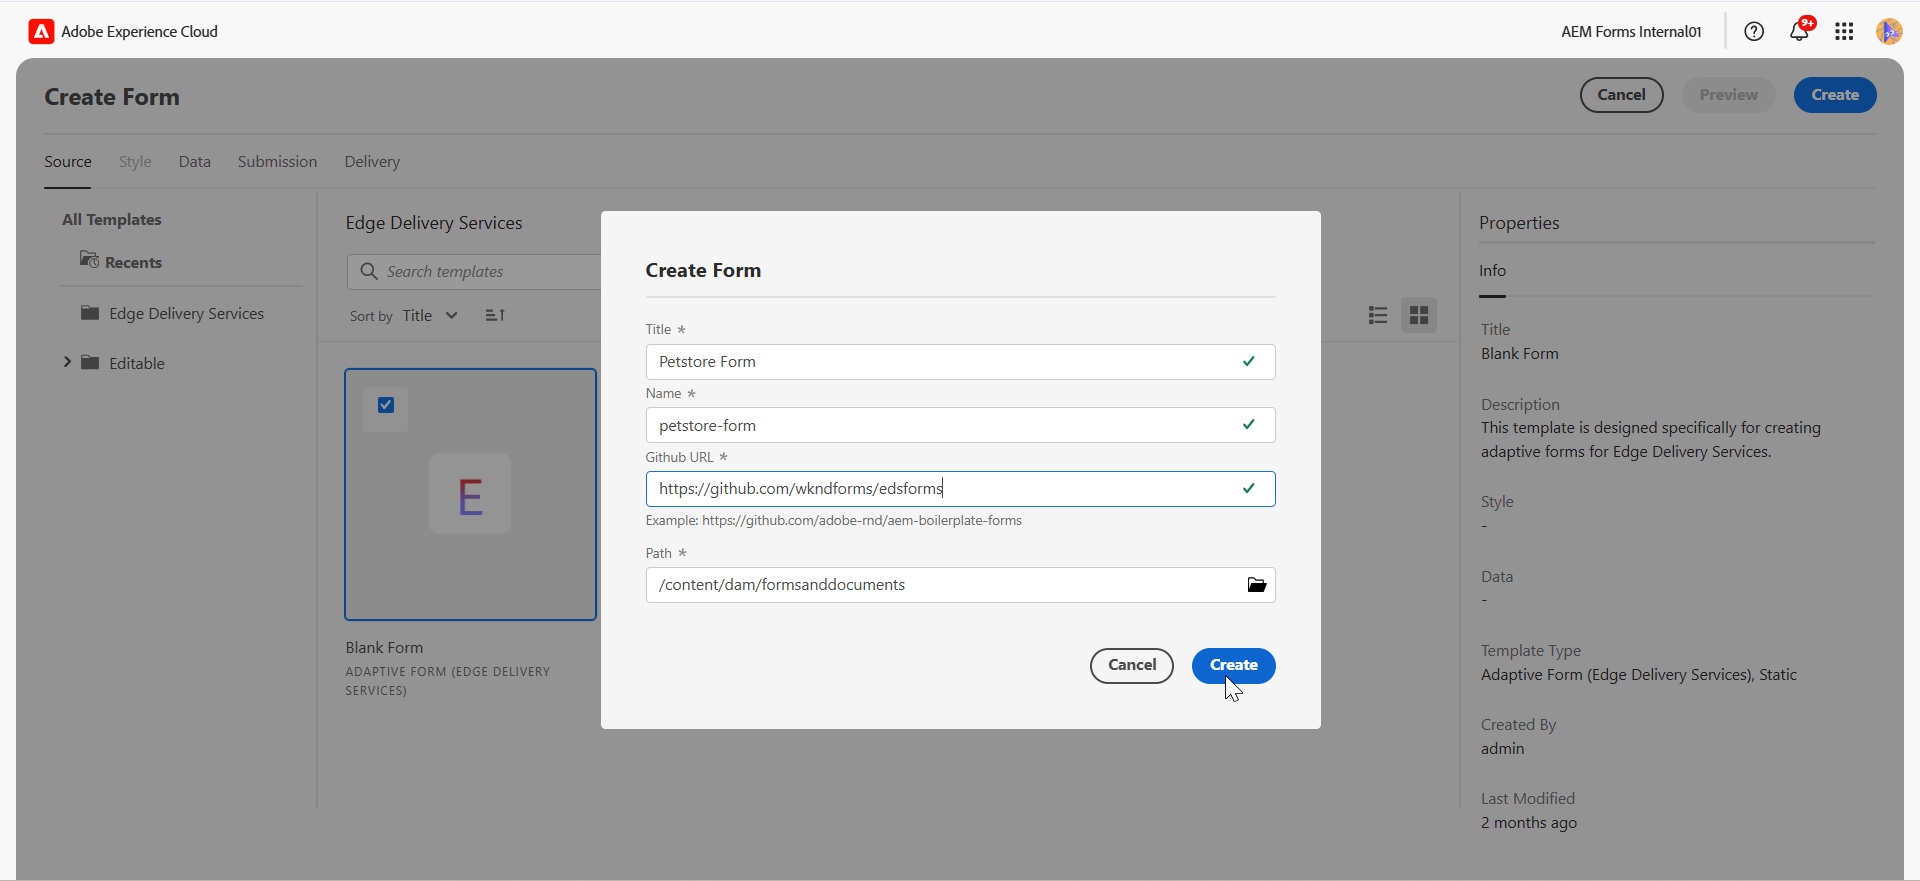 Adobe Experience Cloud
AEM Forms Internal01
9+
Create Form
Cancel
Preview
Create
Source
Style
Data
Submission
Delivery
All Templates
Recents
Edge Delivery Services
Editable
Edge Delivery Services
Search templates
Sort by Title
E
Blank Form
ADAPTIVE FORM (EDGE DELIVERY
SERVICES)
Create Form
Title *
Petstore Form
Name *
petstore-form
Github URL *
https://github.com/wkndforms/edsforms
Example: https://github.com/adobe-rnd/aem-boilerplate-forms
Path *
/content/dam/formsanddocuments
Cancel
Create
Properties
Info
Title
Blank Form
Description
This template is designed specifically for creating
adaptive forms for Edge Delivery Services.
Style
-
Data
-
Template Type
Adaptive Form (Edge Delivery Services), Static
Created By
admin
Last Modified
2 months ago